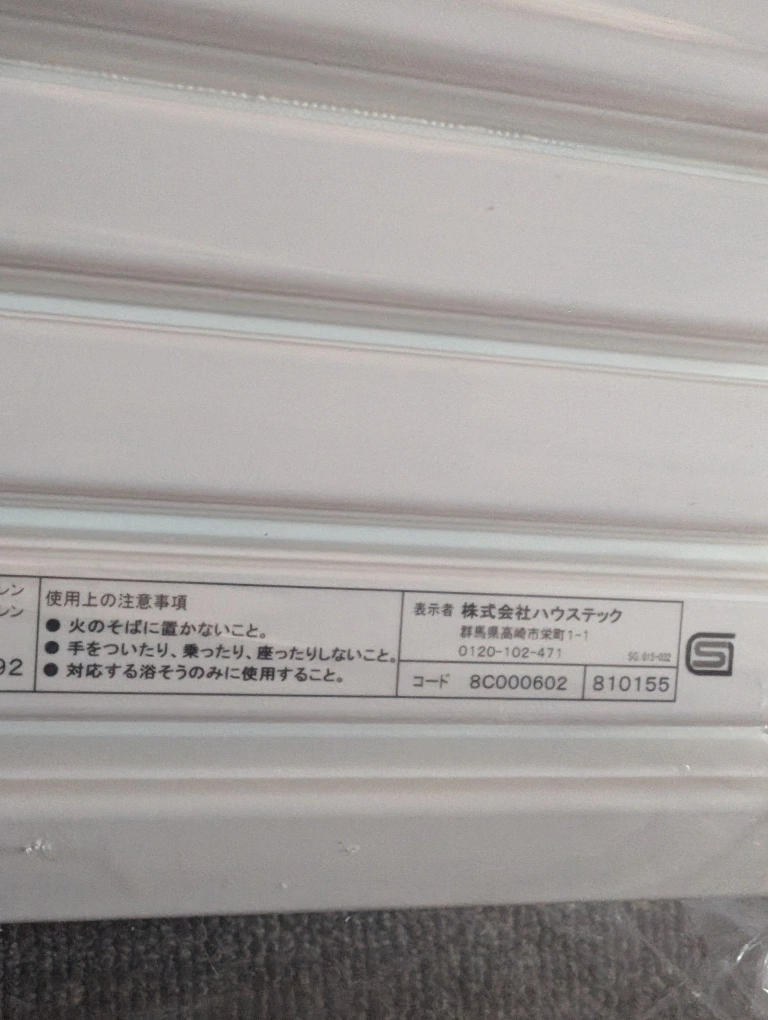 レン
レン
92
使用上の注意事項
● 火のそばに置かないこと。
● 手をついたり、乗ったり、座ったりしないこと。
● 対応する浴そうのみに使用すること。
表示者 株式会社ハウステック
群馬県高崎市栄町1-1
0120-102-471
SG 015-002
コード 8C000602 810155